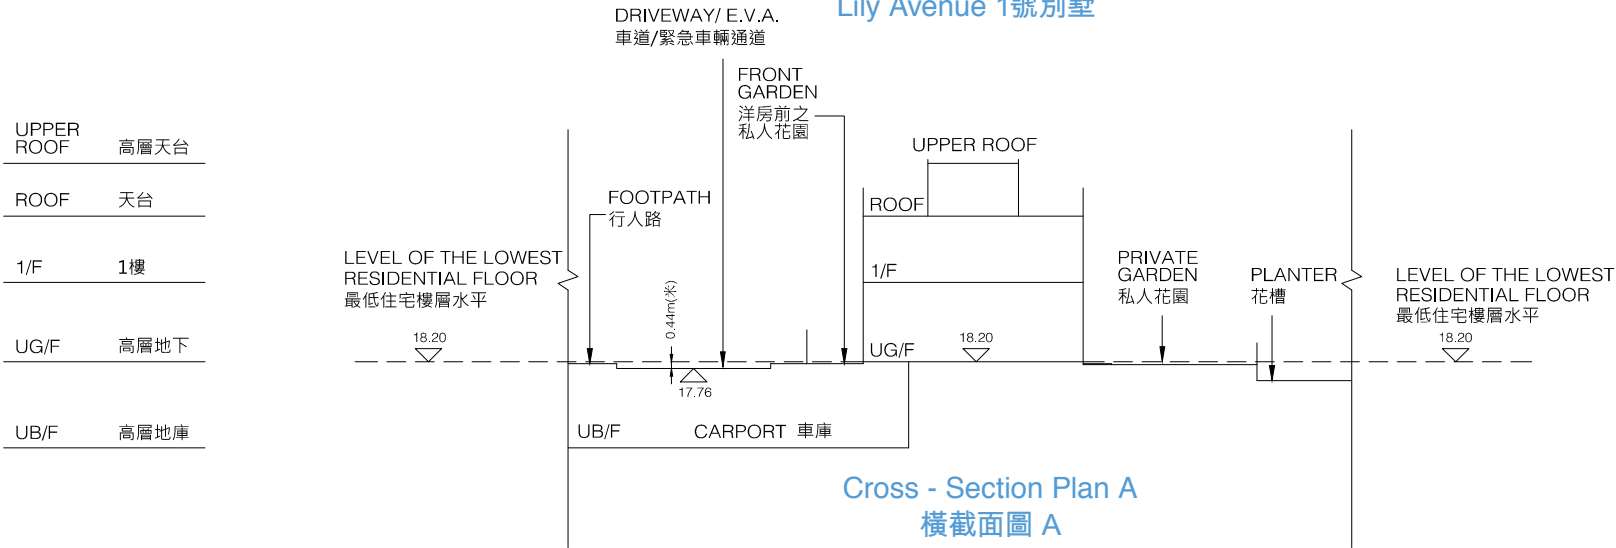 Lily Avenue 1號別墅
DRIVEWAY/ E.V.A.
車道/緊急車輛通道
FRONT
GARDEN
洋房前之
私人花園
UPPER
ROOF 高層天台
ROOF 天台
1/F 1樓
UG/F 高層地下
UB/F 高層地庫
FOOTPATH
行人路
LEVEL OF THE LOWEST
RESIDENTIAL FLOOR
最低住宅樓層水平
18.20
0.44m(米)
17.76
UPPER ROOF
ROOF
1/F
UG/F
18.20
UB/F CARPORT 車庫
PRIVATE
GARDEN
私人花園
PLANTER
花槽
LEVEL OF THE LOWEST
RESIDENTIAL FLOOR
最低住宅樓層水平
18.20
Cross - Section Plan A
橫截面圖 A